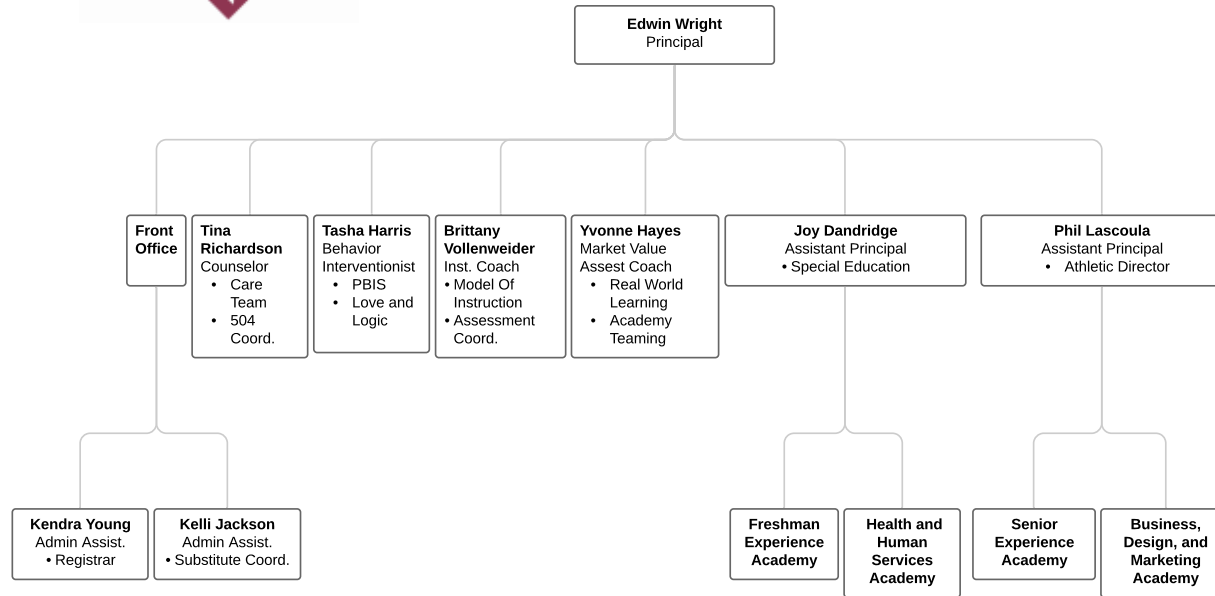 Edwin Wright
Principal
Front
Office
Tina
Richardson
Counselor
• Care
Team
• 504
Coord.
Tasha Harris
Behavior
Interventionist
• PBIS
• Love and
Logic
Brittany
Vollenweider
Inst. Coach
• Model Of
Instruction
• Assessment
Coord.
Yvonne Hayes
Market Value
Assest Coach
• Real World
Learning
• Academy
Teaming
Joy Dandridge
Assistant Principal
• Special Education
Phil Lascoula
Assistant Principal
• Athletic Director
Kendra Young
Admin Assist.
• Registrar
Kelli Jackson
Admin Assist.
• Substitute Coord.
Freshman
Experience
Academy
Health and
Human
Services
Academy
Senior
Experience
Academy
Business,
Design, and
Marketing
Academy